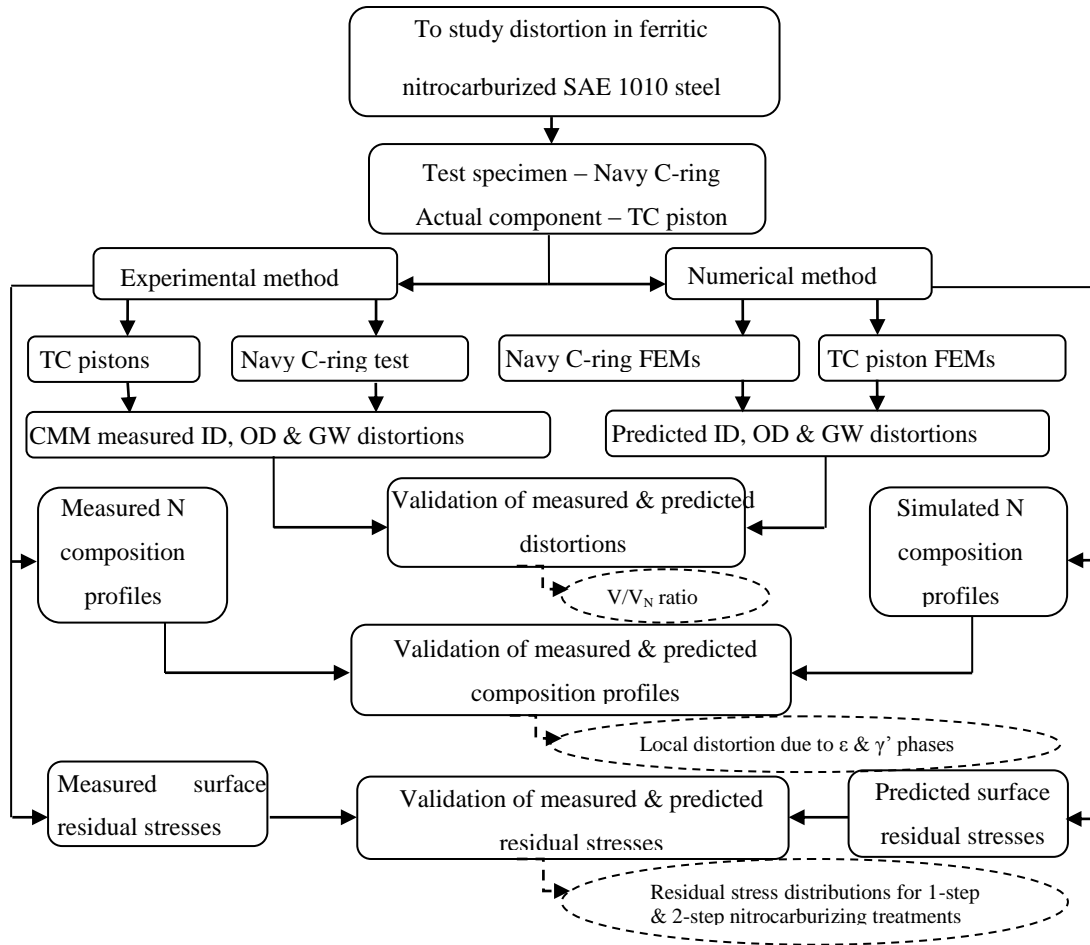 To study distortion in ferritic
nitrocarburized SAE 1010 steel
Test specimen – Navy C-ring
Actual component – TC piston
Experimental method
Numerical method
TC pistons
Navy C-ring test
Navy C-ring FEMs
TC piston FEMs
CMM measured ID, OD & GW distortions
Predicted ID, OD & GW distortions
Measured N
composition
profiles
Validation of measured & predicted
distortions
Simulated N
composition
profiles
V/V_N ratio
Validation of measured & predicted
composition profiles
Local distortion due to ε & γ’ phases
Measured surface
residual stresses
Validation of measured & predicted
residual stresses
Predicted surface
residual stresses
Residual stress distributions for 1-step
& 2-step nitrocarburizing treatments